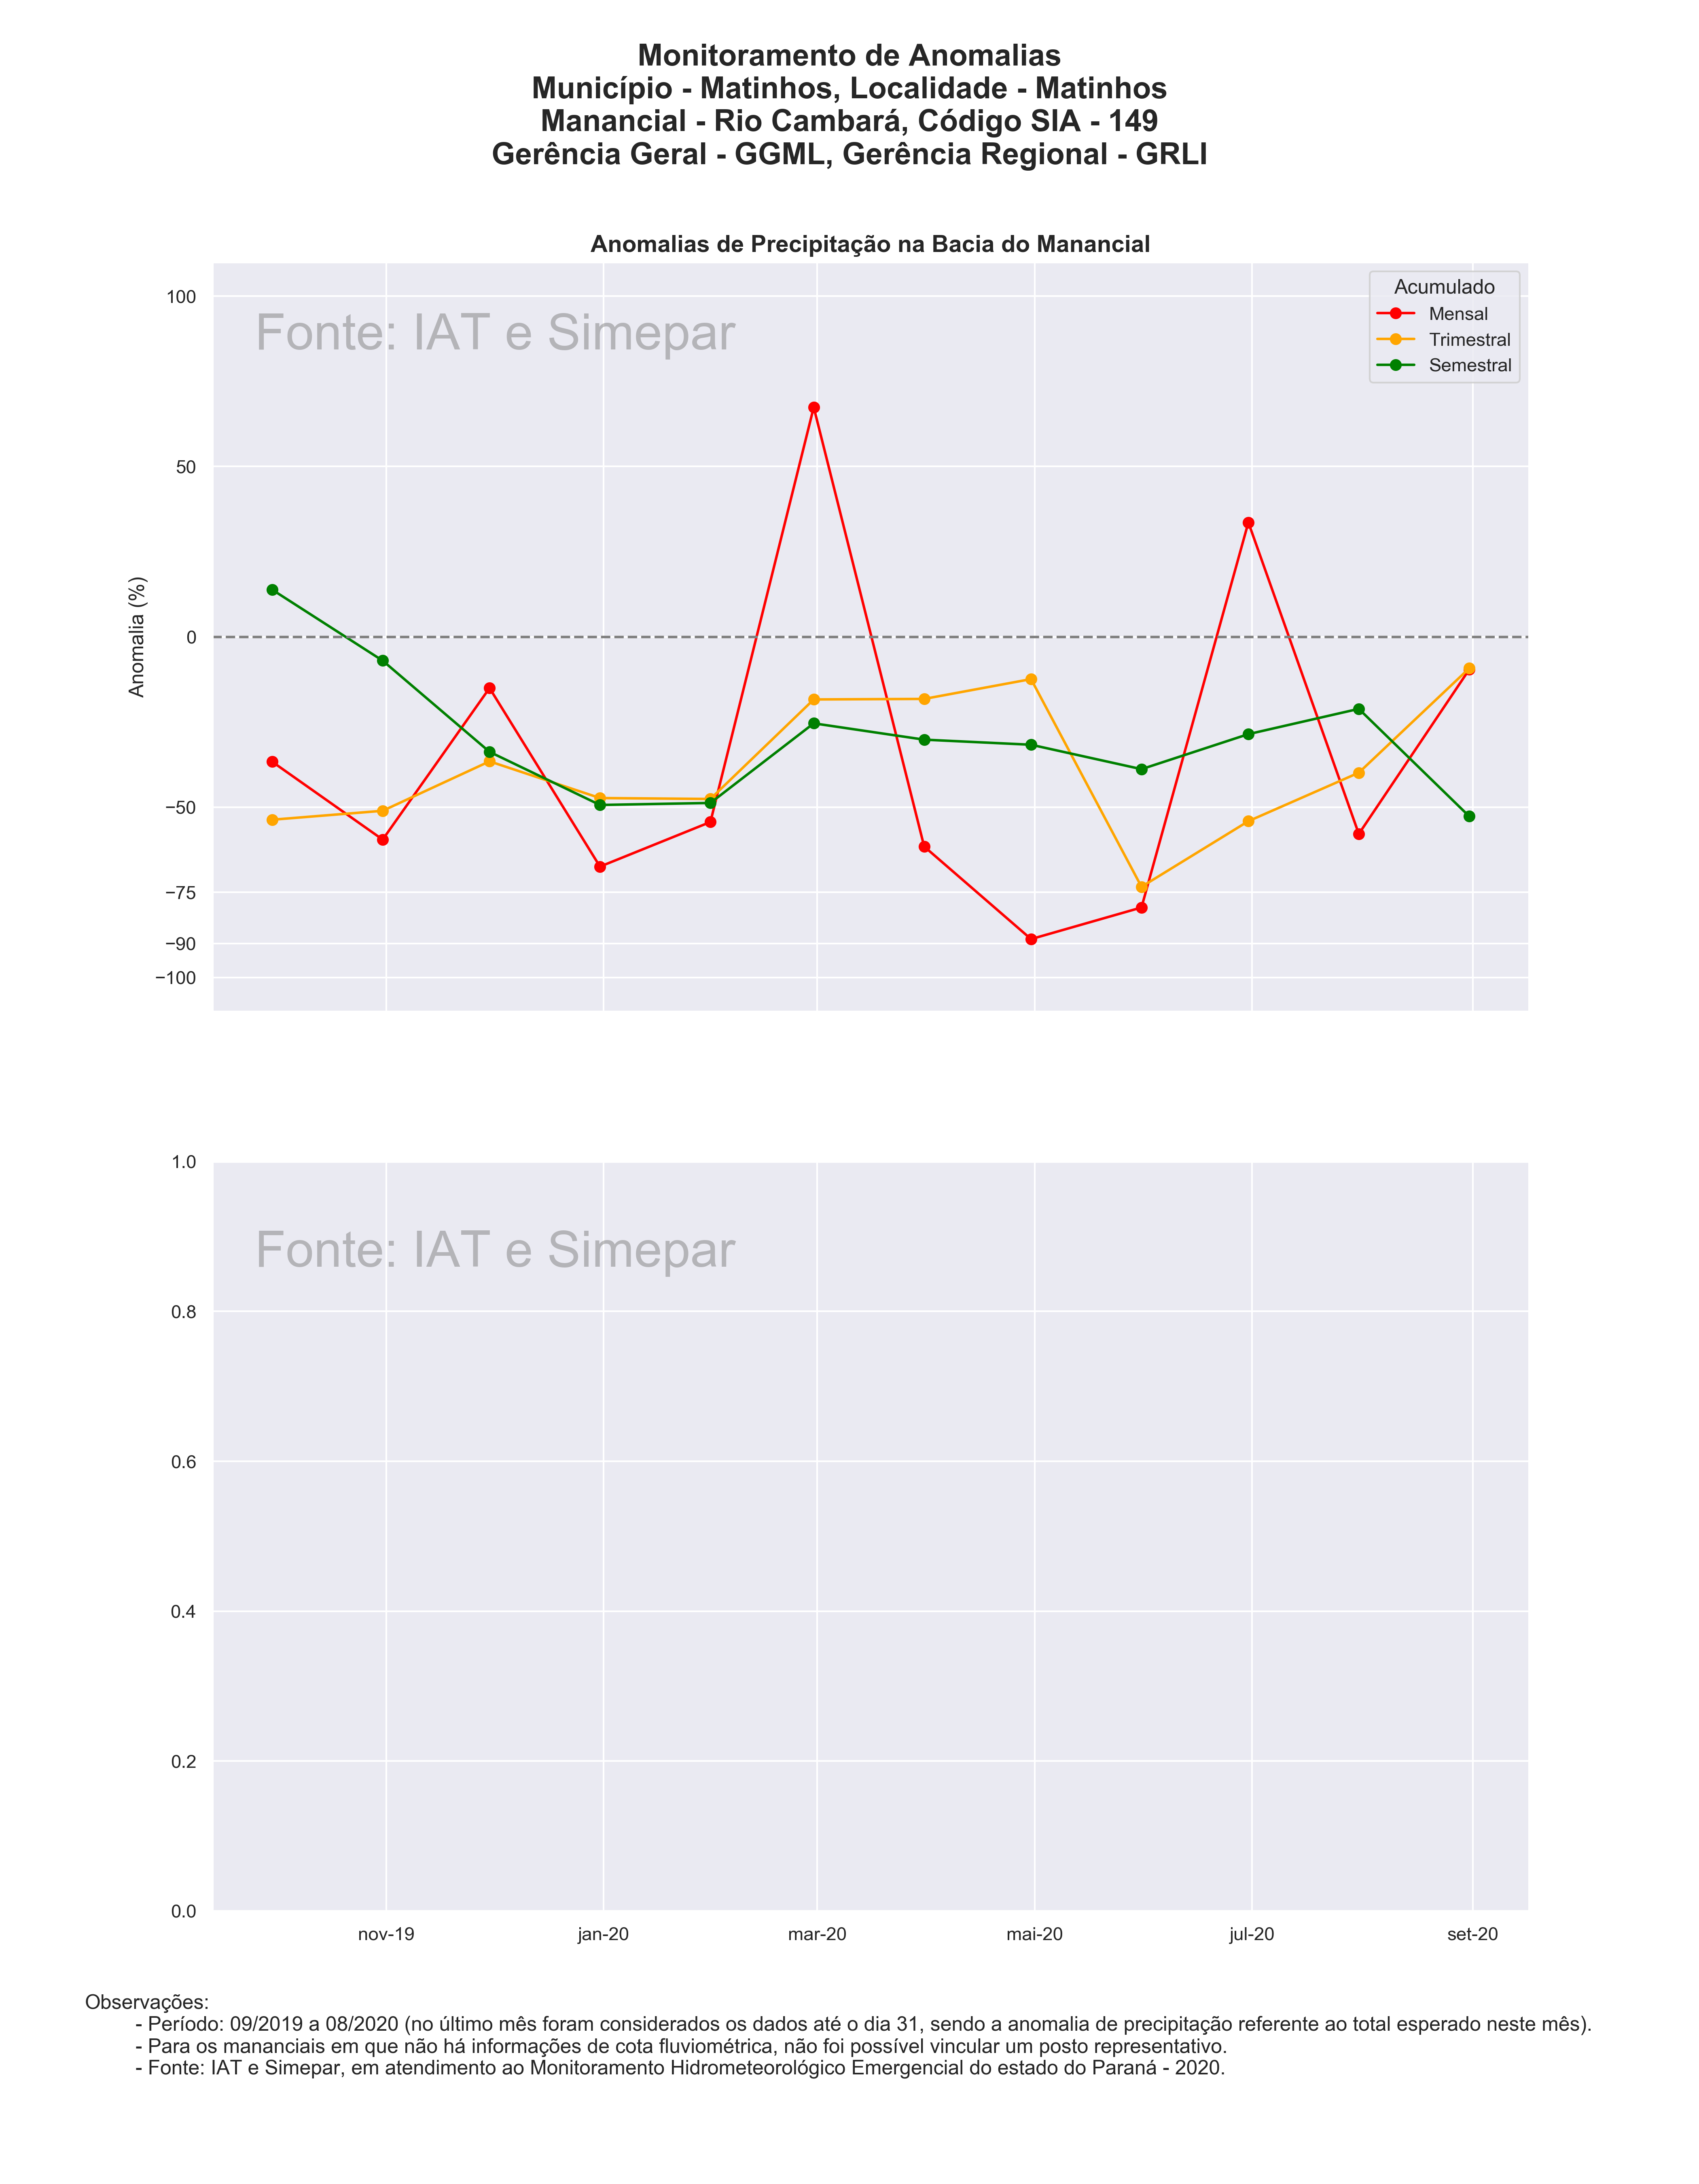 Monitoramento de Anomalias
Município - Matinhos, Localidade - Matinhos
Manancial - Rio Cambará, Código SIA - 149
Gerência Geral - GGML, Gerência Regional - GRLI
Anomalias de Precipitação na Bacia do Manancial
Fonte: IAT e Simepar
Acumulado
Mensal
Trimestral
Semestral
Anomalia (%)
100
50
0
−50
−75
−90
−100
Fonte: IAT e Simepar
1.0
0.8
0.6
0.4
0.2
0.0
nov-19 jan-20 mar-20 mai-20 jul-20 set-20
Observações:
- Período: 09/2019 a 08/2020 (no último mês foram considerados os dados até o dia 31, sendo a anomalia de precipitação referente ao total esperado neste mês).
- Para os mananciais em que não há informações de cota fluviométrica, não foi possível vincular um posto representativo.
- Fonte: IAT e Simepar, em atendimento ao Monitoramento Hidrometeorológico Emergencial do estado do Paraná - 2020.